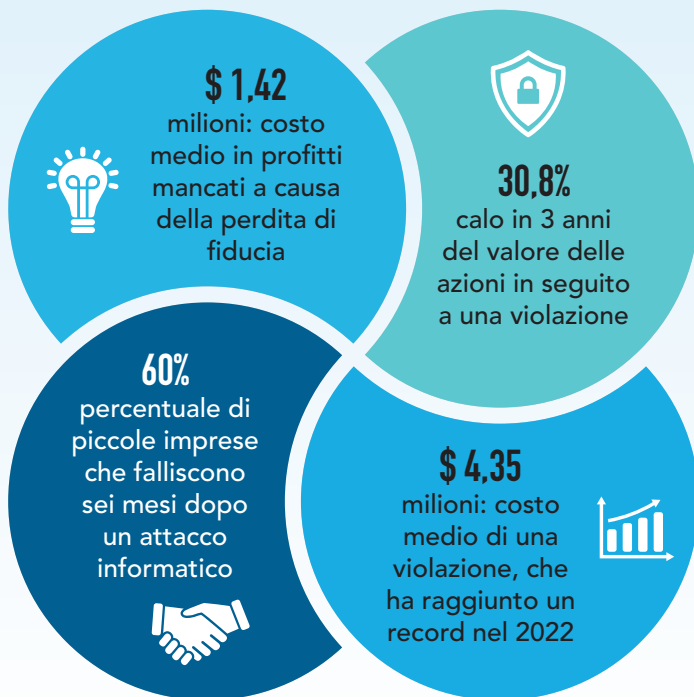 $ 1,42
milioni: costo
medio in profitti
mancati a causa
della perdita di
fiducia
30,8%
calo in 3 anni
del valore delle
azioni in seguito
a una violazione
60%
percentuale di
piccole imprese
che falliscono
sei mesi dopo
un attacco
informatico
$ 4,35
milioni: costo
medio di una
violazione, che
ha raggiunto un
record nel 2022